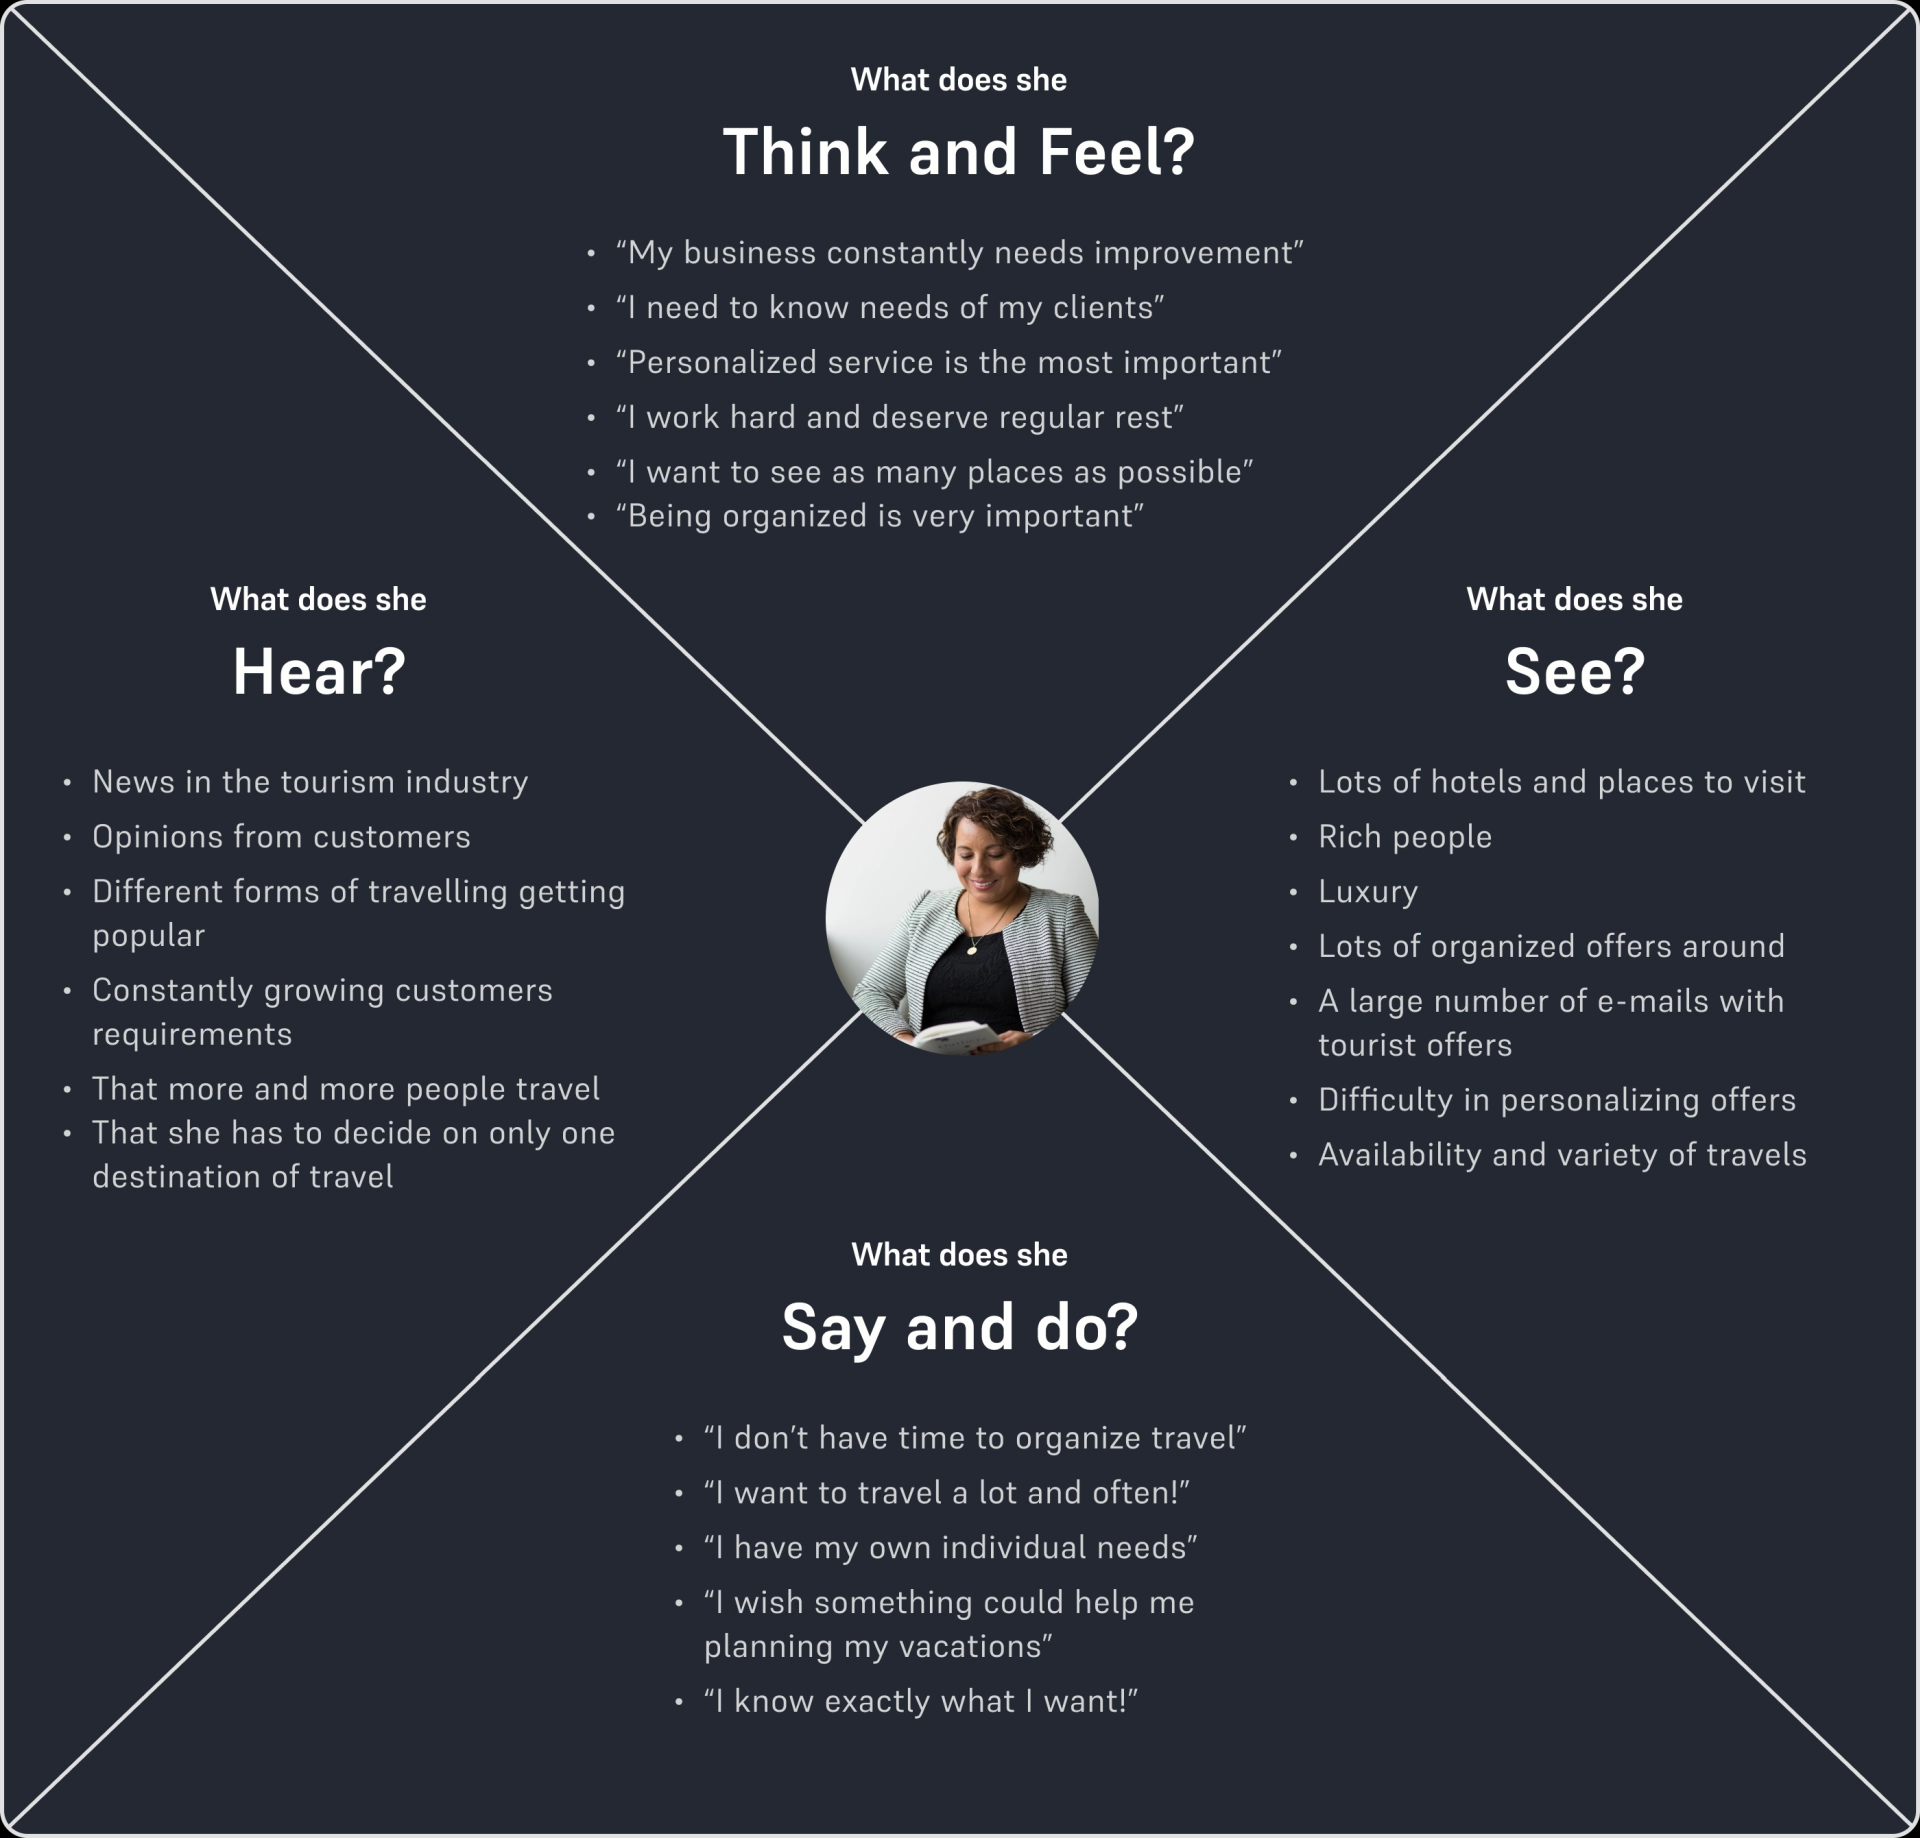 What does she
Think and Feel?
• “My business constantly needs improvement”
• “I need to know needs of my clients”
• “Personalized service is the most important”
• “I work hard and deserve regular rest”
• “I want to see as many places as possible”
• “Being organized is very important”
What does she
Hear?
• News in the tourism industry
• Opinions from customers
• Different forms of travelling getting
popular
• Constantly growing customers
requirements
• That more and more people travel
• That she has to decide on only one
destination of travel
What does she
See?
• Lots of hotels and places to visit
• Rich people
• Luxury
• Lots of organized offers around
• A large number of e-mails with
tourist offers
• Difficulty in personalizing offers
• Availability and variety of travels
What does she
Say and do?
• “I don’t have time to organize travel”
• “I want to travel a lot and often!”
• “I have my own individual needs”
• “I wish something could help me
planning my vacations”
• “I know exactly what I want!”